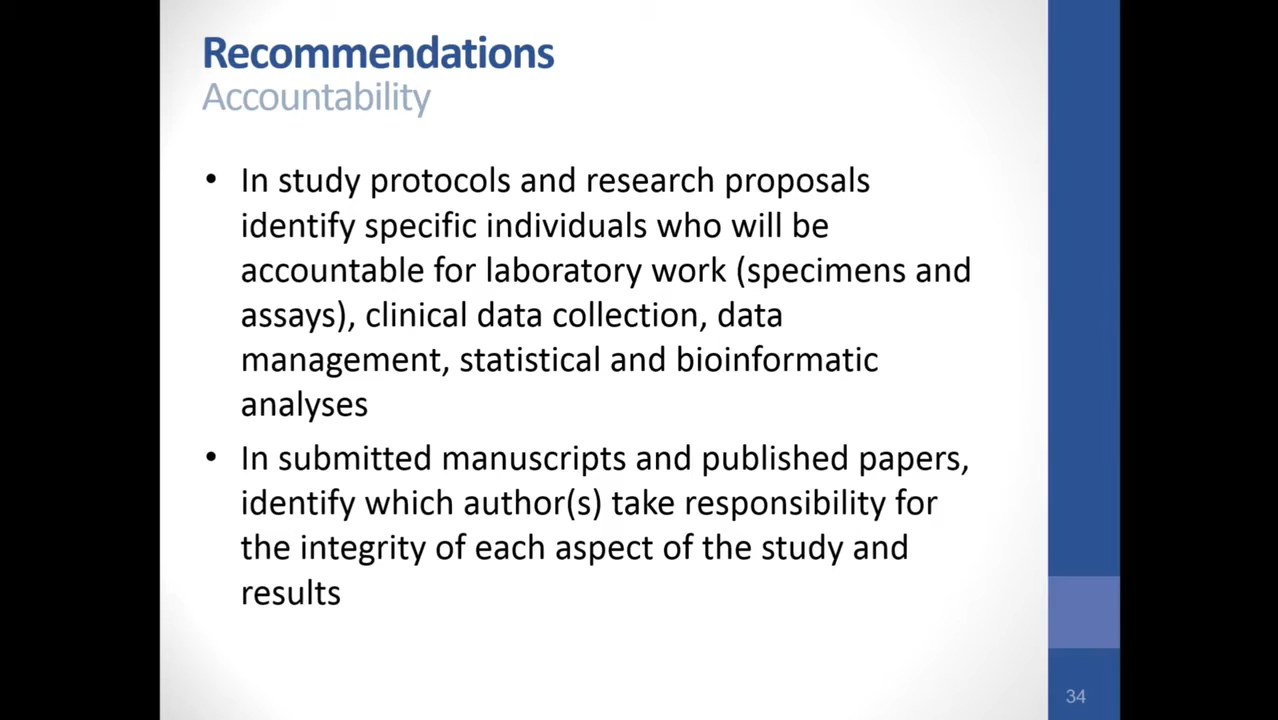 Recommendations
Accountability
• In study protocols and research proposals
identify specific individuals who will be
accountable for laboratory work (specimens and
assays), clinical data collection, data
management, statistical and bioinformatic
analyses
• In submitted manuscripts and published papers,
identify which author(s) take responsibility for
the integrity of each aspect of the study and
results
34